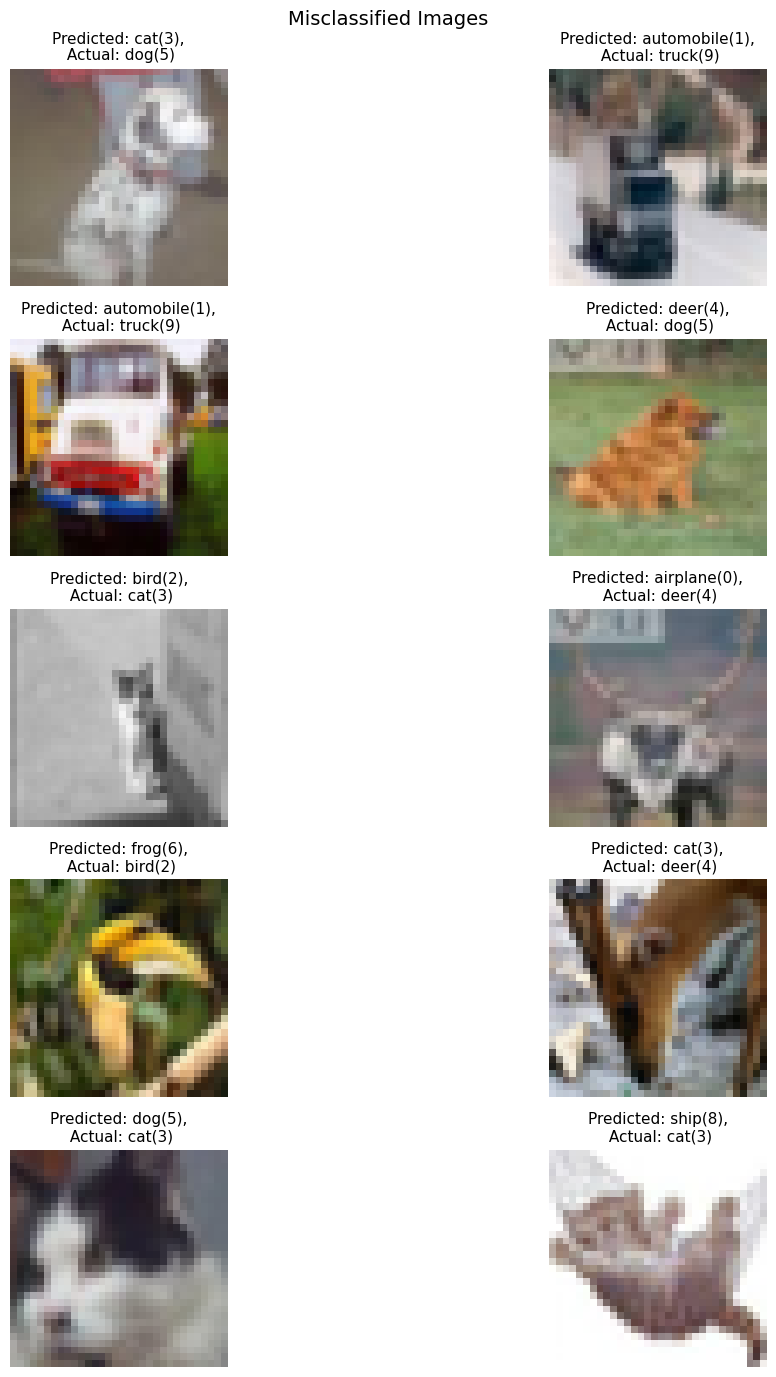 Misclassified Images
Predicted: cat(3),
Actual: dog(5)
Predicted: automobile(1),
Actual: truck(9)
Predicted: automobile(1),
Actual: truck(9)
Predicted: deer(4),
Actual: dog(5)
Predicted: bird(2),
Actual: cat(3)
Predicted: airplane(0),
Actual: deer(4)
Predicted: frog(6),
Actual: bird(2)
Predicted: cat(3),
Actual: deer(4)
Predicted: dog(5),
Actual: cat(3)
Predicted: ship(8),
Actual: cat(3)